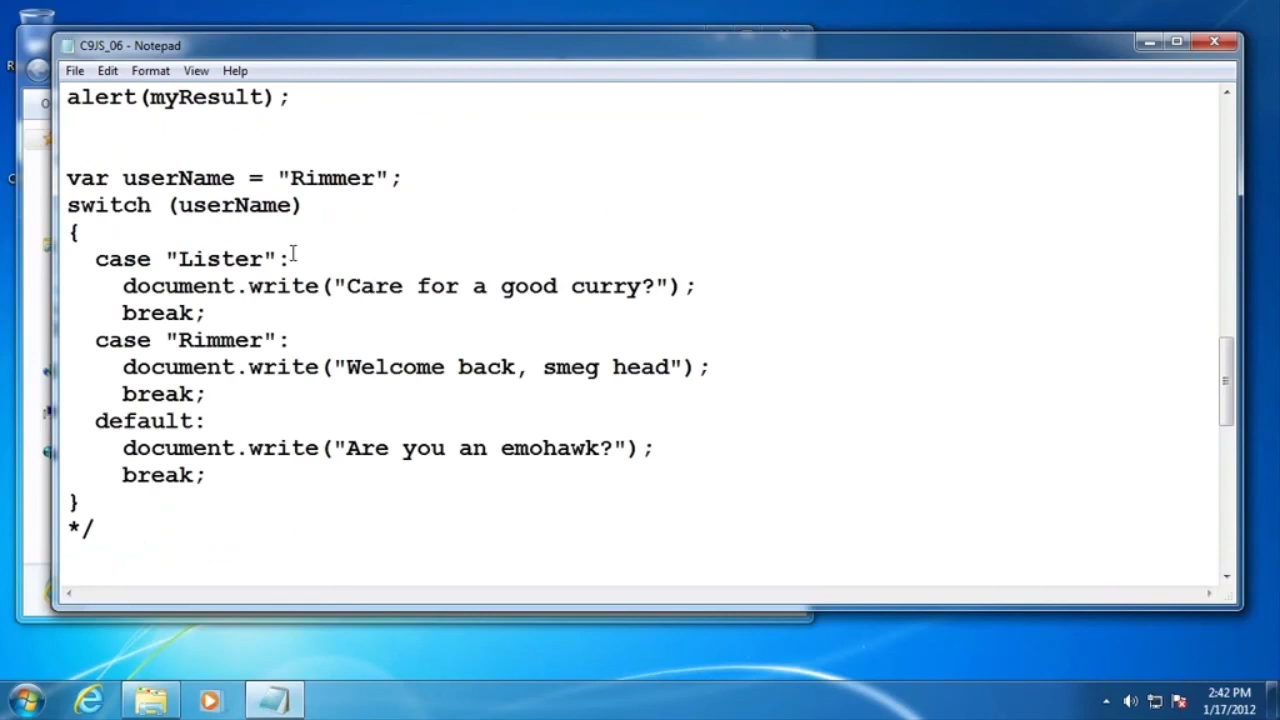 C9JS_06 - Notepad
File Edit Format View Help
alert(myResult);
var userName = "Rimmer";
switch (userName)
{
case "Lister":
document.write("Care for a good curry?");
break;
case "Rimmer":
document.write("Welcome back, smeg head");
break;
default:
document.write("Are you an emohawk?");
break;
}
*/
2:42 PM
1/17/2012